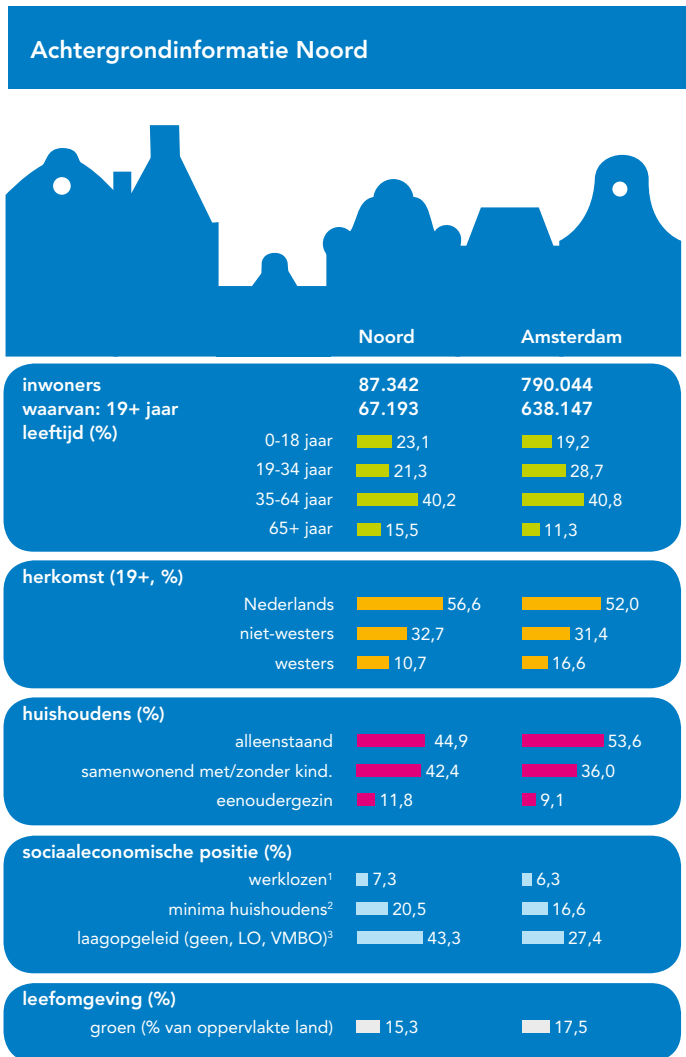 Achtergrondinformatie Noord
Noord Amsterdam
inwoners 87.342 790.044
waarvan: 19+ jaar 67.193 638.147
leeftijd (%)
0-18 jaar 23,1 19,2
19-34 jaar 21,3 28,7
35-64 jaar 40,2 40,8
65+ jaar 15,5 11,3
herkomst (19+, %)
Nederlands 56,6 52,0
niet-westers 32,7 31,4
westers 10,7 16,6
huishoudens (%)
alleenstaand 44,9 53,6
samenwonend met/zonder kind. 42,4 36,0
eenoudergezin 11,8 9,1
sociaaleconomische positie (%)
werklozen¹ 7,3 6,3
minima huishoudens² 20,5 16,6
laagopgeleid (geen, LO, VMBO)³ 43,3 27,4
leefomgeving (%)
groen (% van oppervlakte land) 15,3 17,5